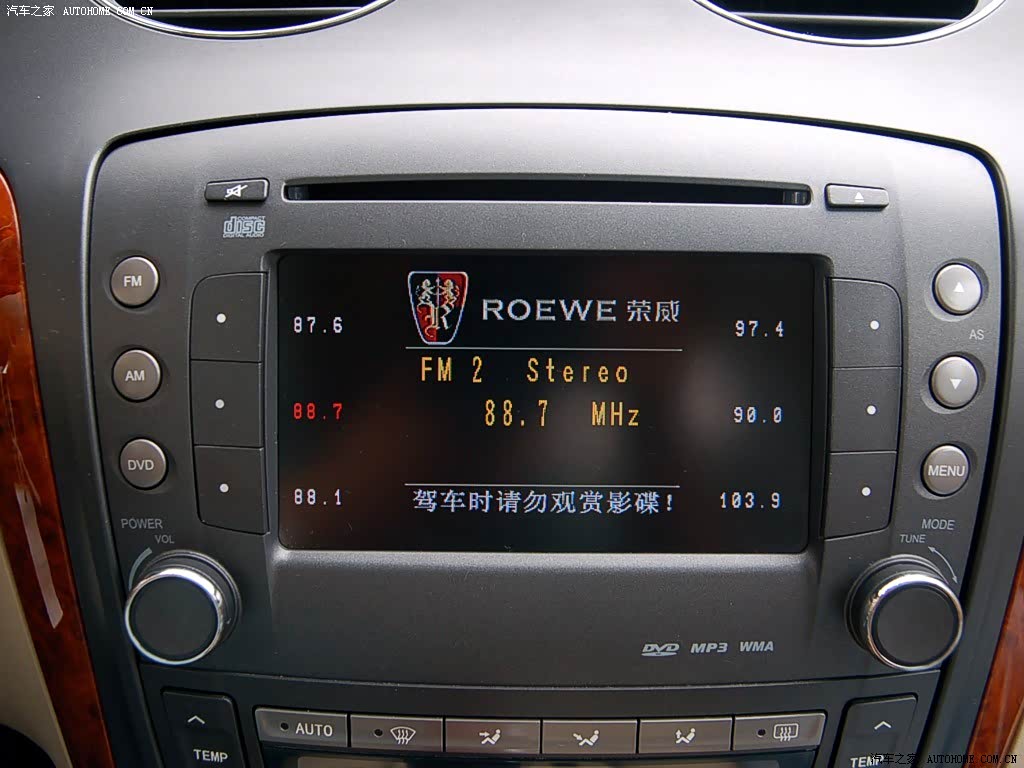 汽车之家 AUTOHOME.COM.CN
COMPACT
disc
DIGITAL AUDIO
FM
AM
DVD
POWER
VOL
ROEWE 荣威
87.6
97.4
FM 2 Stereo
88.7 MHz
88.7
90.0
88.1
驾车时请勿观赏影碟!
103.9
AS
MENU
MODE
TUNE
DVD MP3 WMA
AUTO
TEMP
TEMP
汽车之家 AUTOHOME.COM.CN